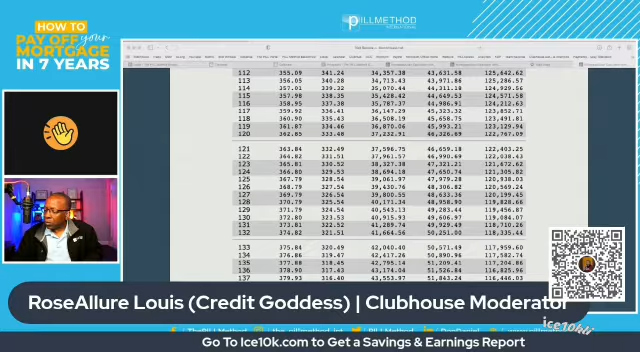 HOW TO
PAY OFF your
MORTGAGE
IN 7 YEARS
PILLMETHOD
112 355.09 341.24 34,357.38 43,631.58 125,642.62
113 356.05 340.28 34,713.43 43,971.86 125,286.57
114 357.01 339.32 35,070.44 44,311.18 124,929.56
115 357.98 338.35 35,428.42 44,649.53 124,571.58
116 358.95 337.38 35,787.37 44,986.91 124,212.63
117 359.92 336.41 36,147.29 45,323.32 123,852.71
118 360.90 335.43 36,508.19 45,658.75 123,491.81
119 361.87 334.46 36,870.06 45,993.21 123,129.94
120 362.85 333.48 37,232.91 46,326.69 122,767.09
121 363.84 332.49 37,596.75 46,659.18 122,403.25
122 364.82 331.51 37,961.57 46,990.69 122,038.43
123 365.81 330.52 38,327.38 47,321.21 121,672.62
124 366.80 329.53 38,694.18 47,650.74 121,305.82
125 367.79 328.54 39,061.97 47,979.28 120,938.03
126 368.79 327.54 39,430.76 48,306.82 120,569.24
127 369.79 326.54 39,800.55 48,633.36 120,199.45
128 370.79 325.54 40,171.34 48,958.90 119,828.66
129 371.79 324.54 40,543.13 49,283.44 119,456.87
130 372.80 323.53 40,915.93 49,606.97 119,084.07
131 373.81 322.52 41,289.74 49,929.49 118,710.26
132 374.82 321.51 41,664.56 50,251.00 118,335.44
133 375.84 320.49 42,040.40 50,571.49 117,959.60
134 376.86 319.47 42,417.26 50,890.96 117,582.74
135 377.88 318.45 42,795.14 51,209.41 117,204.86
136 378.90 317.43 43,174.04 51,526.84 116,825.96
137 379.93 316.40 43,553.97 51,843.24 116,446.03
RoseAllure Louis (Credit Goddess) | Clubhouse Moderator
ice10kli
Go To Ice10k.com to Get a Savings & Earnings Report